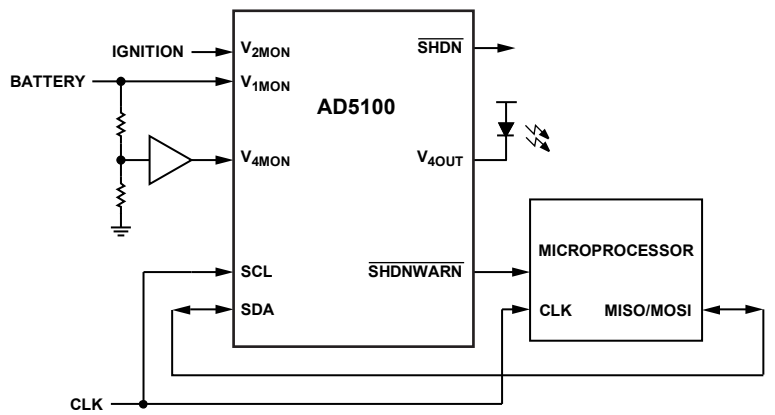 IGNITION
V2MON
SHDN
BATTERY
V1MON
AD5100
V4MON
V4OUT
MICROPROCESSOR
SCL
SHDNWARN
SDA
CLK
MISO/MOSI
CLK